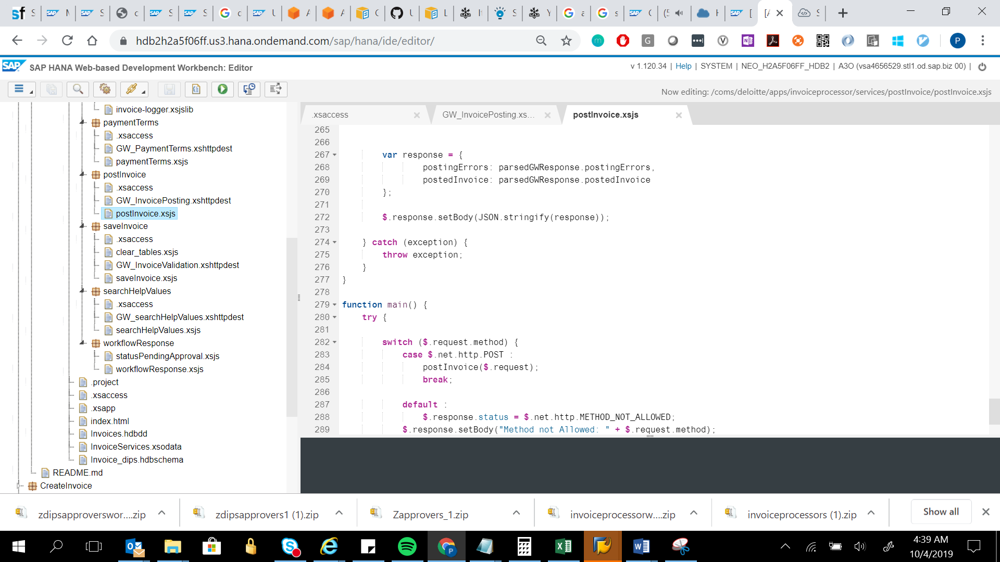 hdb2h2a5f06ff.us3.hana.ondemand.com/sap/hana/ide/editor/
SAP HANA Web-based Development Workbench: Editor
v 1.120.34 | Help | SYSTEM | NEO_H2A5F06FF_HDB2 | A3O (vsa4656529.stl1.od.sap.biz 00) |
Now editing: /coms/deloitte/apps/invoiceprocessor/services/postInvoice/postInvoice.xsjs
invoice-logger.xsjslib
paymentTerms
.xsaccess
GW_PaymentTerms.xshttpdest
paymentTerms.xsjs
postInvoice
.xsaccess
GW_InvoicePosting.xshttpdest
postInvoice.xsjs
saveInvoice
.xsaccess
clear_tables.xsjs
GW_InvoiceValidation.xshttpdest
saveInvoice.xsjs
searchHelpValues
.xsaccess
GW_searchHelpValues.xshttpdest
searchHelpValues.xsjs
workflowResponse
statusPendingApproval.xsjs
workflowResponse.xsjs
.project
.xsaccess
.xsapp
index.html
Invoices.hdbdd
InvoiceServices.xsodata
Invoice_dips.hdbschema
README.md
CreateInvoice
.xsaccess
GW_InvoicePosting.xs...
postInvoice.xsjs
265
266
267 var response = {
268 postingErrors: parsedGWResponse.postingErrors,
269 postedInvoice: parsedGWResponse.postedInvoice
270 };
271
272 $.response.setBody(JSON.stringify(response));
273
274 } catch (exception) {
275 throw exception;
276 }
277 }
278
279 function main() {
280 try {
281
282 switch ($.request.method) {
283 case $.net.http.POST :
284 postInvoice($.request);
285 break;
286
287 default :
288 $.response.status = $.net.http.METHOD_NOT_ALLOWED;
289 $.response.setBody("Method not Allowed: " + $.request.method);
zdipsapproverswor....zip
zdipsapprovers1 (1).zip
Zapprovers_1.zip
invoiceprocessorw....zip
invoiceprocessors (1).zip
Show all
4:39 AM
10/4/2019